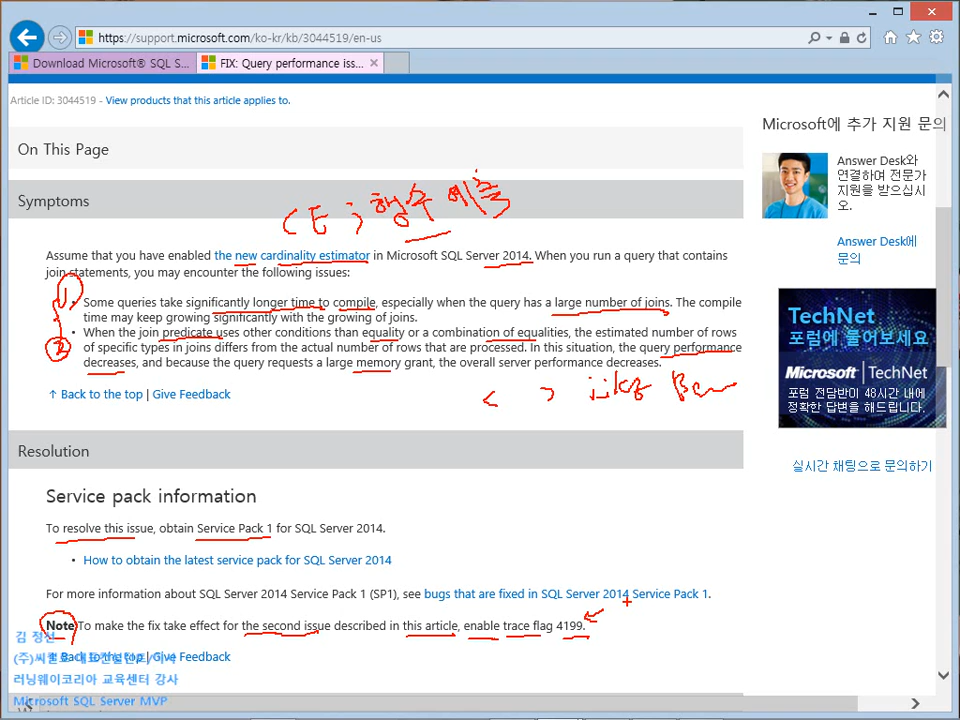 https://support.microsoft.com/ko-kr/kb/3044519/en-us
Download Microsoft® SQL S...
FIX: Query performance iss...
Article ID: 3044519 - View products that this article applies to.
On This Page
Symptoms
CE ; 행수 예측
Assume that you have enabled the new cardinality estimator in Microsoft SQL Server 2014. When you run a query that contains
join statements, you may encounter the following issues:
1
• Some queries take significantly longer time to compile, especially when the query has a large number of joins. The compile
time may keep growing significantly with the growing of joins.
2
• When the join predicate uses other conditions than equality or a combination of equalities, the estimated number of rows
of specific types in joins differs from the actual number of rows that are processed. In this situation, the query performance
decreases, and because the query requests a large memory grant, the overall server performance decreases.
< >
↑ Back to the top | Give Feedback
Resolution
Service pack information
To resolve this issue, obtain Service Pack 1 for SQL Server 2014.
• How to obtain the latest service pack for SQL Server 2014
For more information about SQL Server 2014 Service Pack 1 (SP1), see bugs that are fixed in SQL Server 2014 Service Pack 1.
Note To make the fix take effect for the second issue described in this article, enable trace flag 4199.
Back to the top | Give Feedback
김 정선
러닝웨이코리아 교육센터 강사
Microsoft SQL Server MVP
Microsoft에 추가 지원 문의
Answer Desk와
연결하여 전문가
지원을 받으십시
오.
Answer Desk에
문의
TechNet
포럼에 물어보세요
Microsoft | TechNet
포럼 전담반이 48시간 내에
정확한 답변을 해드립니다.
실시간 채팅으로 문의하기